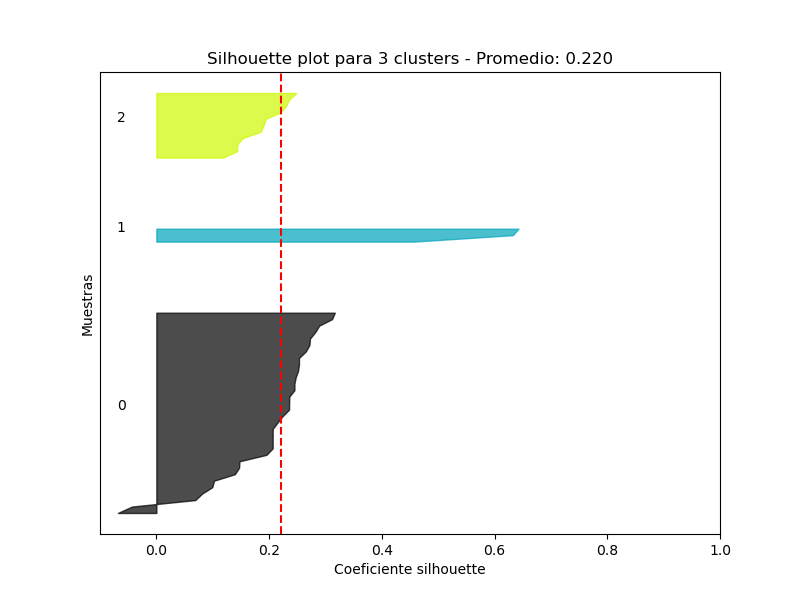 Silhouette plot para 3 clusters - Promedio: 0.220
2
1
0
Muestras
0.0 0.2 0.4 0.6 0.8 1.0
Coeficiente silhouette